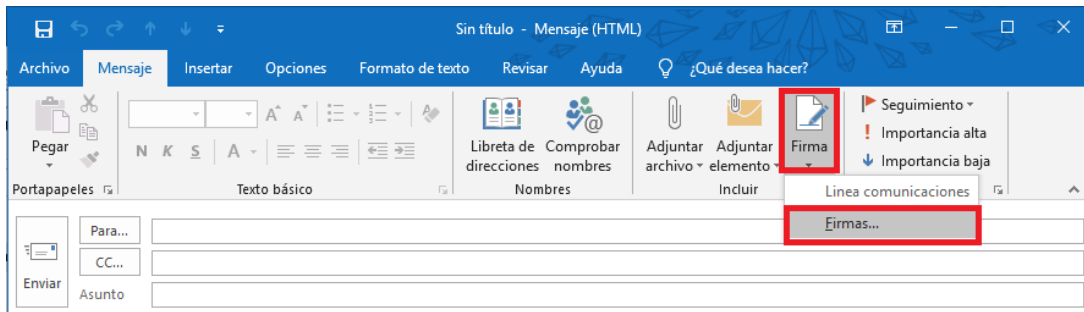 Sin título - Mensaje (HTML)
Archivo Mensaje Insertar Opciones Formato de texto Revisar Ayuda ¿Qué desea hacer?
Pegar
N K S A A A
Libreta de direcciones
Comprobar nombres
Adjuntar archivo
Adjuntar elemento
Firma
Seguimiento
Importancia alta
Importancia baja
Portapapeles Texto básico Nombres Incluir
Linea comunicaciones
Firmas...
Enviar
Para...
CC...
Asunto